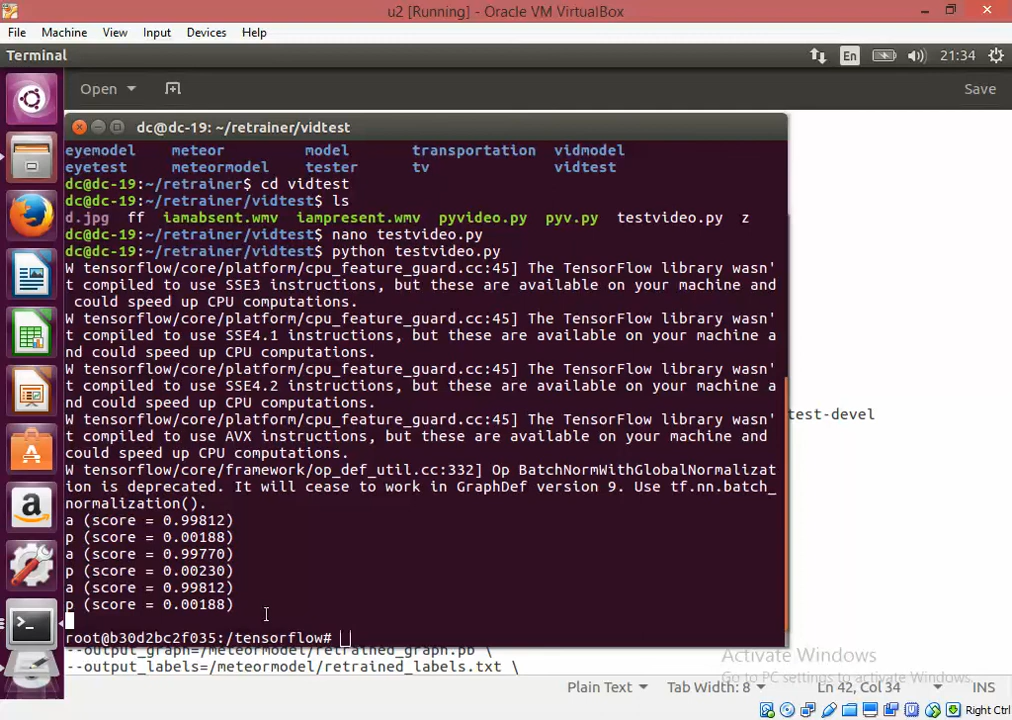 u2 [Running] - Oracle VM VirtualBox
File Machine View Input Devices Help
Terminal En 21:34
Open Save
dc@dc-19: ~/retrainer/vidtest
eyemodel meteor model transportation vidmodel
eyetest meteormodel tester tv vidtest
dc@dc-19:~/retrainer$ cd vidtest
dc@dc-19:~/retrainer/vidtest$ ls
d.jpg ff iamabsent.wmv iampresent.wmv pyvideo.py pyv.py testvideo.py z
dc@dc-19:~/retrainer/vidtest$ nano testvideo.py
dc@dc-19:~/retrainer/vidtest$ python testvideo.py
W tensorflow/core/platform/cpu_feature_guard.cc:45] The TensorFlow library wasn'
t compiled to use SSE3 instructions, but these are available on your machine and
could speed up CPU computations.
W tensorflow/core/platform/cpu_feature_guard.cc:45] The TensorFlow library wasn'
t compiled to use SSE4.1 instructions, but these are available on your machine a
nd could speed up CPU computations.
W tensorflow/core/platform/cpu_feature_guard.cc:45] The TensorFlow library wasn'
t compiled to use SSE4.2 instructions, but these are available on your machine a
nd could speed up CPU computations.
W tensorflow/core/platform/cpu_feature_guard.cc:45] The TensorFlow library wasn'
t compiled to use AVX instructions, but these are available on your machine and
could speed up CPU computations.
W tensorflow/core/framework/op_def_util.cc:332] Op BatchNormWithGlobalNormalizat
ion is deprecated. It will cease to work in GraphDef version 9. Use tf.nn.batch_
normalization().
a (score = 0.99812)
p (score = 0.00188)
a (score = 0.99770)
p (score = 0.00230)
a (score = 0.99812)
p (score = 0.00188)
root@b30d2bc2f035:/tensorflow#
test-devel
--output_graph=/meteormodel/retrained_graph.pb \
--output_labels=/meteormodel/retrained_labels.txt \
Activate Windows
Go to PC settings to activate Windows.
Plain Text Tab Width: 8 Ln 42, Col 34 INS
Right Ctrl